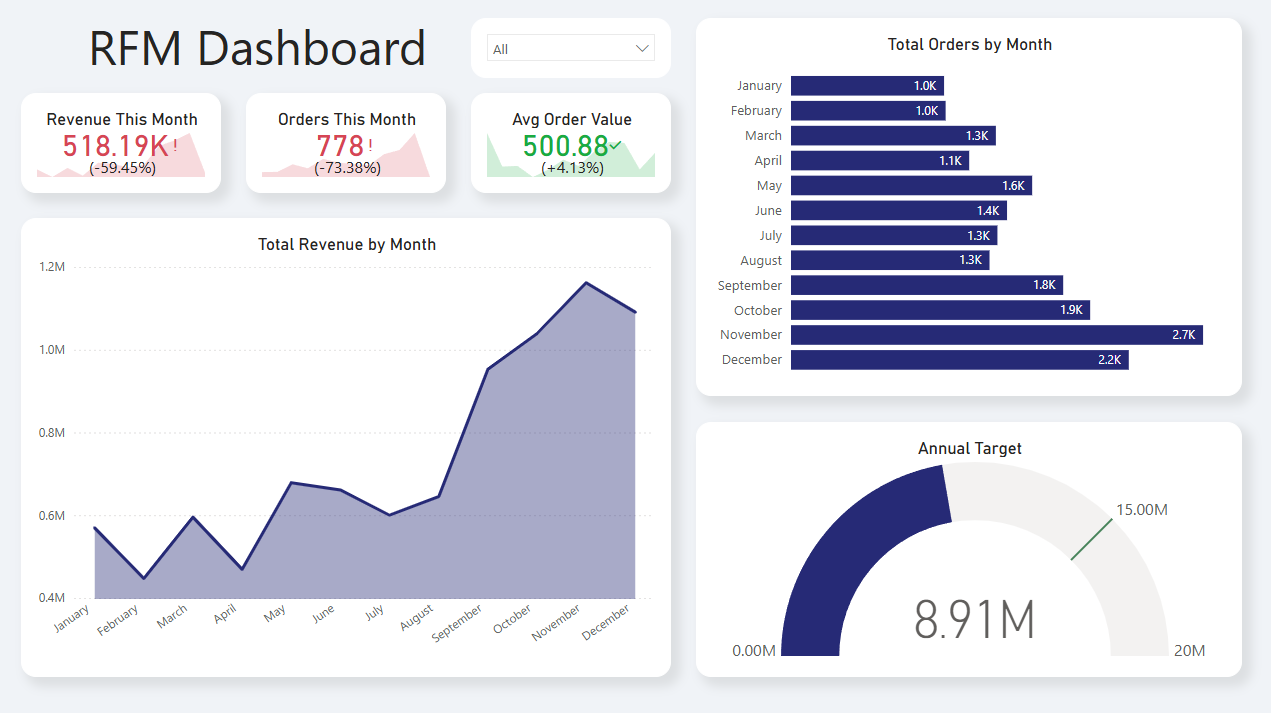 RFM Dashboard
All
Revenue This Month
518.19K!
(-59.45%)
Orders This Month
778!
(-73.38%)
Avg Order Value
500.88
(+4.13%)
Total Revenue by Month
1.2M
1.0M
0.8M
0.6M
0.4M
January
February
March
April
May
June
July
August
September
October
November
December
Total Orders by Month
January 1.0K
February 1.0K
March 1.3K
April 1.1K
May 1.6K
June 1.4K
July 1.3K
August 1.3K
September 1.8K
October 1.9K
November 2.7K
December 2.2K
Annual Target
15.00M
8.91M
0.00M
20M